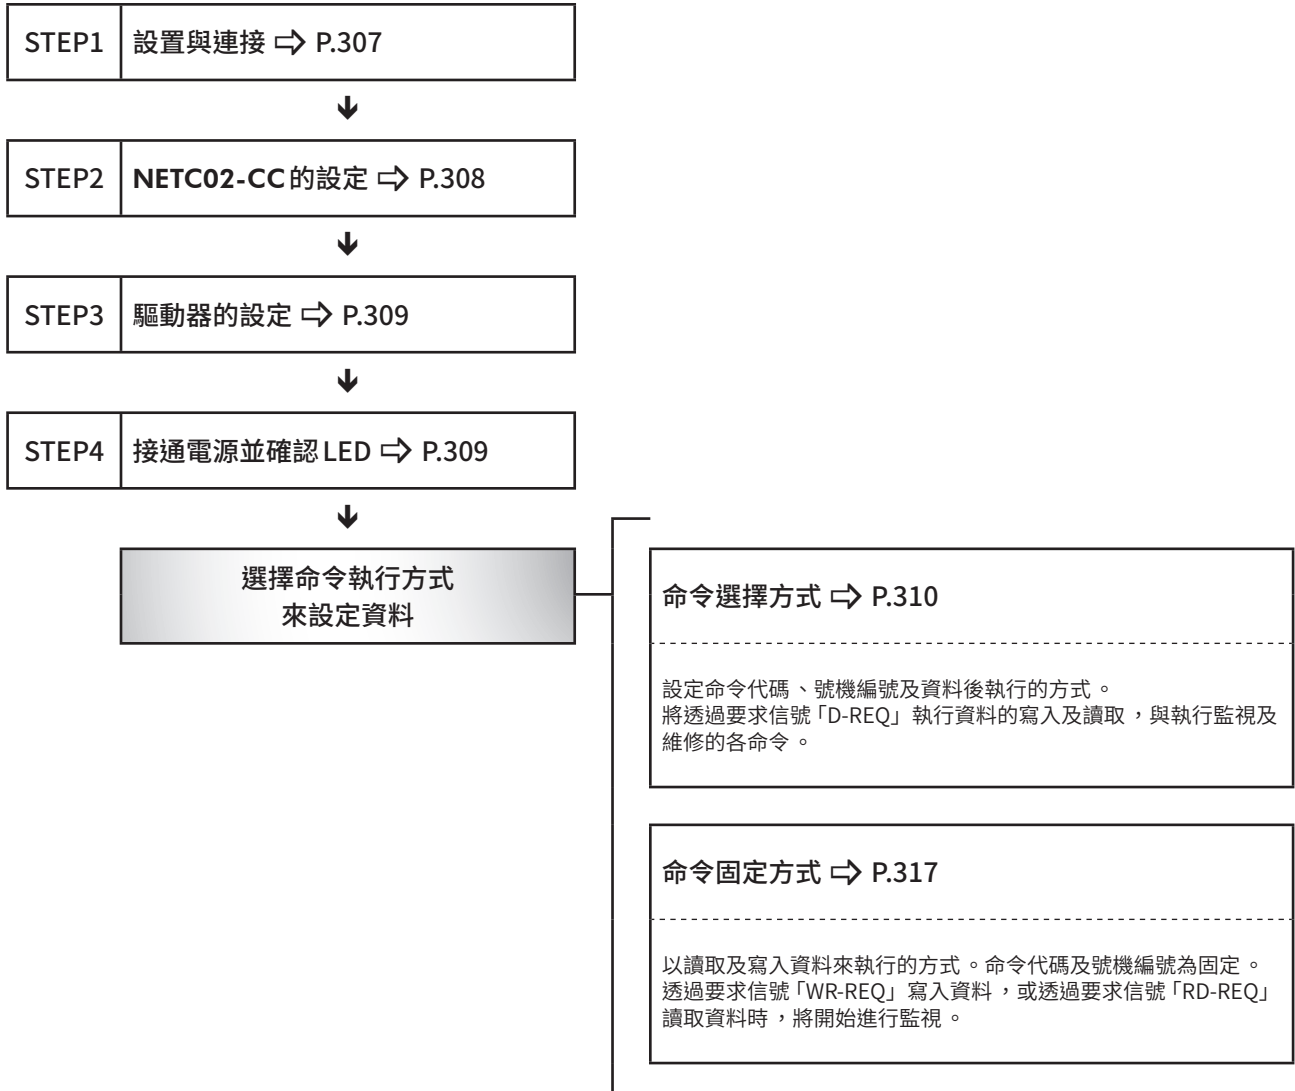 STEP1 設置與連接 ⇨ P.307
STEP2 NETC02-CC的設定 ⇨ P.308
STEP3 驅動器的設定 ⇨ P.309
STEP4 接通電源並確認LED ⇨ P.309
選擇命令執行方式
來設定資料
命令選擇方式 ⇨ P.310
設定命令代碼、號機編號及資料後執行的方式。
將透過要求信號「D-REQ」執行資料的寫入及讀取，與執行監視及
維修的各命令。
命令固定方式 ⇨ P.317
以讀取及寫入資料來執行的方式。命令代碼及號機編號為固定。
透過要求信號「WR-REQ」寫入資料，或透過要求信號「RD-REQ」
讀取資料時，將開始進行監視。